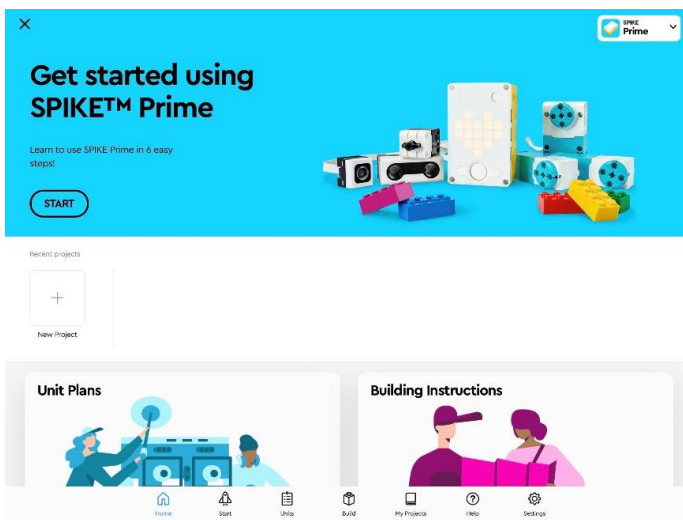 SPIKE
Prime
Get started using
SPIKE™ Prime
Learn to use SPIKE Prime in 6 easy
steps!
START
Recent projects
New Project
Unit Plans
Building Instructions
Home
Start
Units
Build
My Projects
Help
Settings